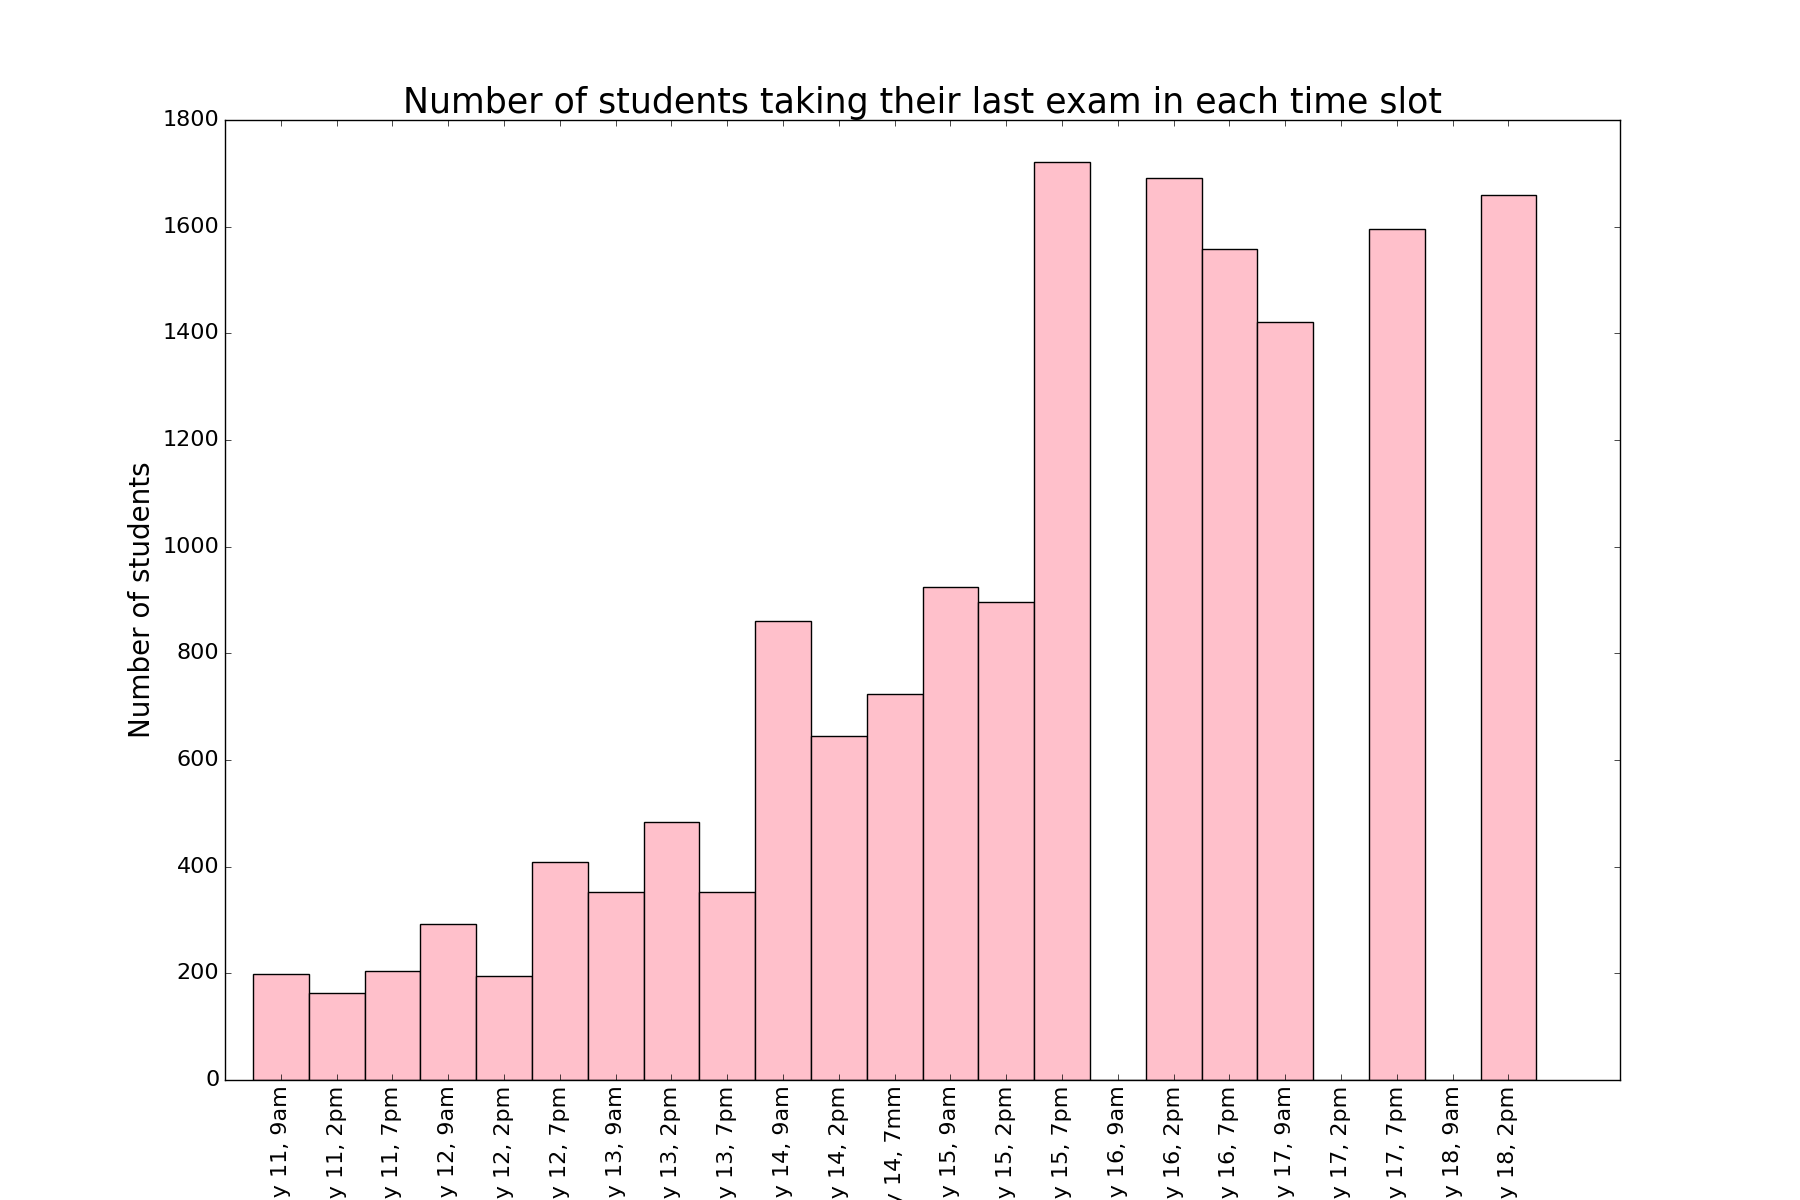 Number of students taking their last exam in each time slot
1800
1600
1400
1200
1000
800
600
400
200
0
Number of students
y 11, 9am
y 11, 2pm
y 11, 7pm
y 12, 9am
y 12, 2pm
y 12, 7pm
y 13, 9am
y 13, 2pm
y 13, 7pm
y 14, 9am
y 14, 2pm
y 14, 7mm
y 15, 9am
y 15, 2pm
y 15, 7pm
y 16, 9am
y 16, 2pm
y 16, 7pm
y 17, 9am
y 17, 2pm
y 17, 7pm
y 18, 9am
y 18, 2pm